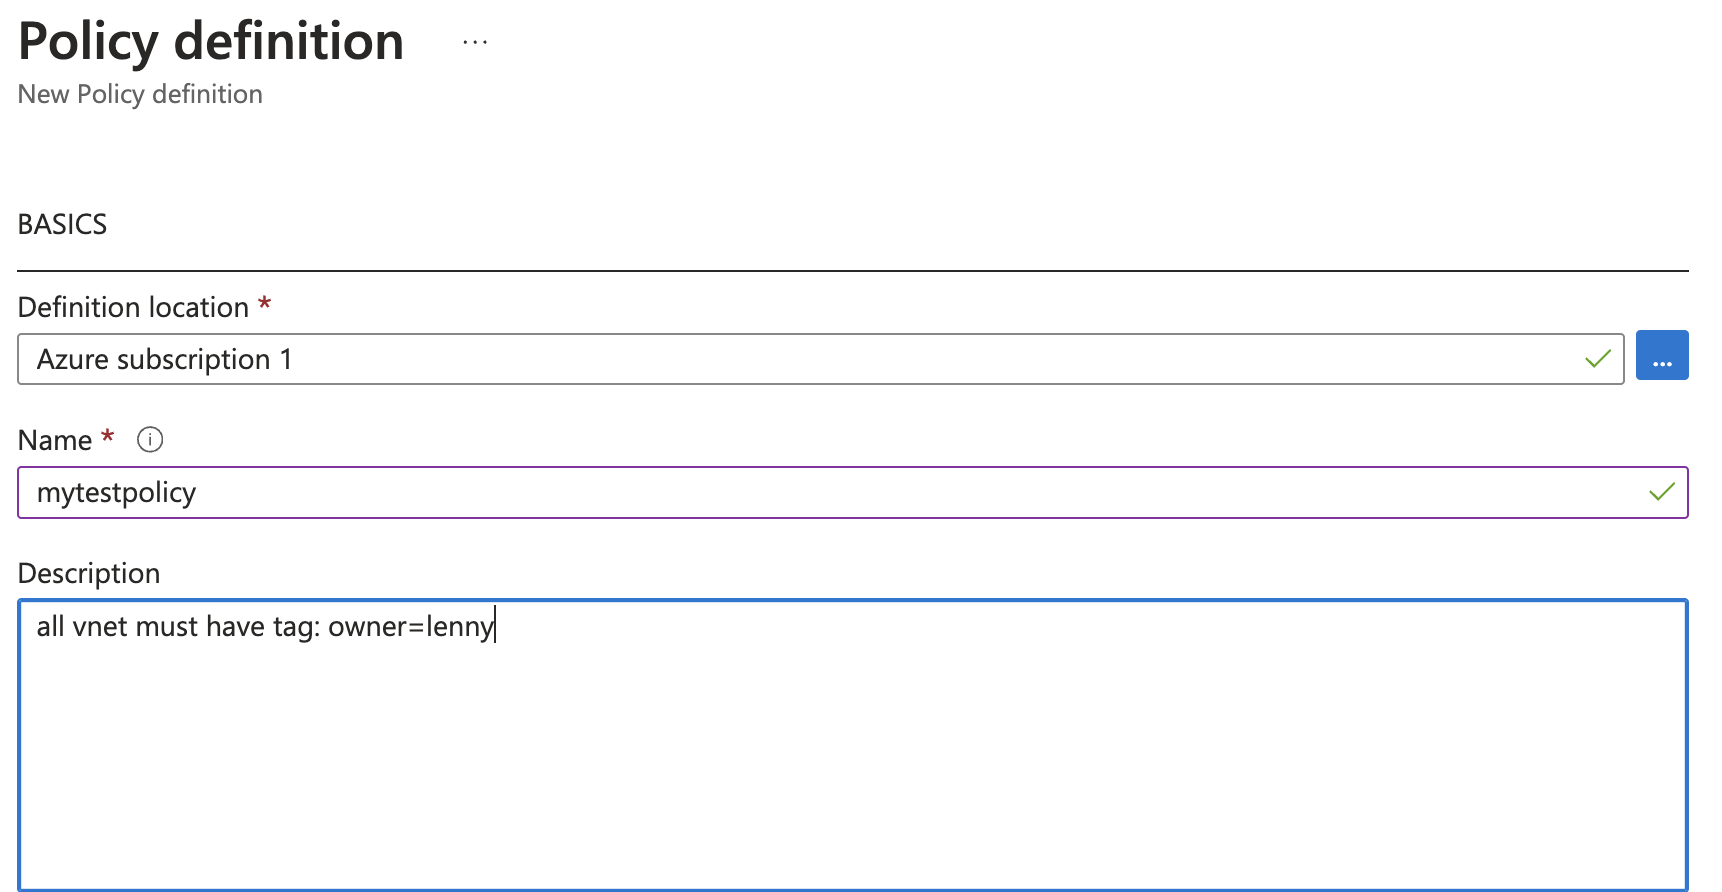 Policy definition ...
New Policy definition
BASICS
Definition location *
Azure subscription 1
...
Name *
mytestpolicy
Description
all vnet must have tag: owner=lenny